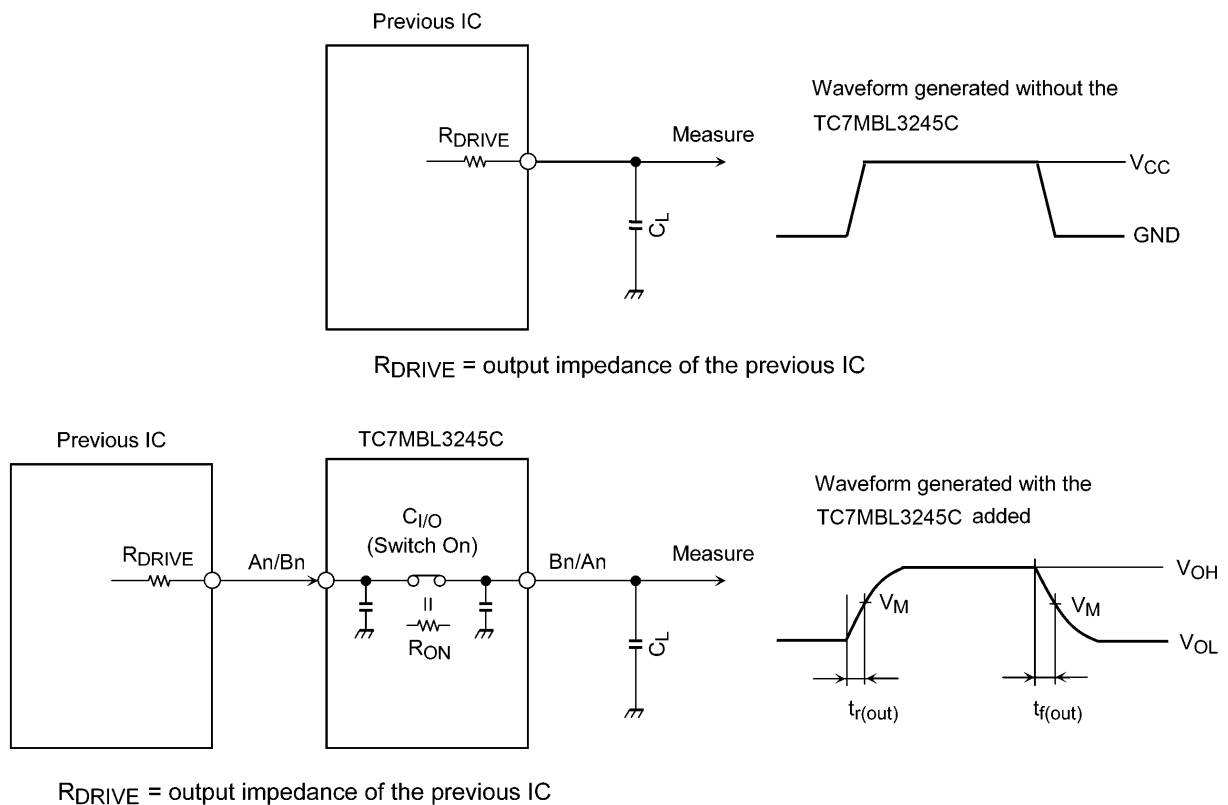 Previous IC
Waveform generated without the
TC7MBL3245C
RDRIVE
Measure
VCC
CL
GND
RDRIVE = output impedance of the previous IC
Previous IC
TC7MBL3245C
Waveform generated with the
TC7MBL3245C added
CI/O
(Switch On)
RDRIVE
An/Bn
Bn/An
Measure
VOH
VM
VM
RON
CL
VOL
tr(out)
tf(out)
RDRIVE = output impedance of the previous IC